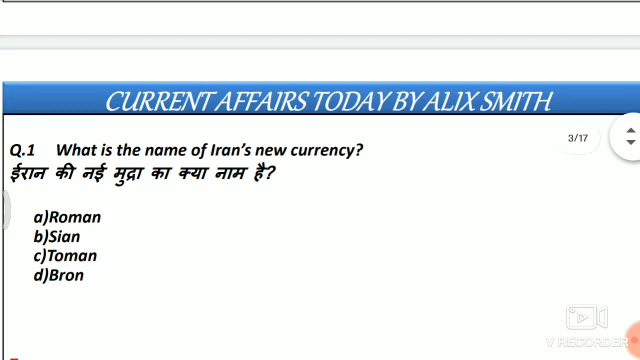 CURRENT AFFAIRS TODAY BY ALIX SMITH
3/17
Q.1 What is the name of Iran's new currency?
ईरान की नई मुद्रा का क्या नाम है?
a)Roman
b)Sian
c)Toman
d)Bron
V RECORDER